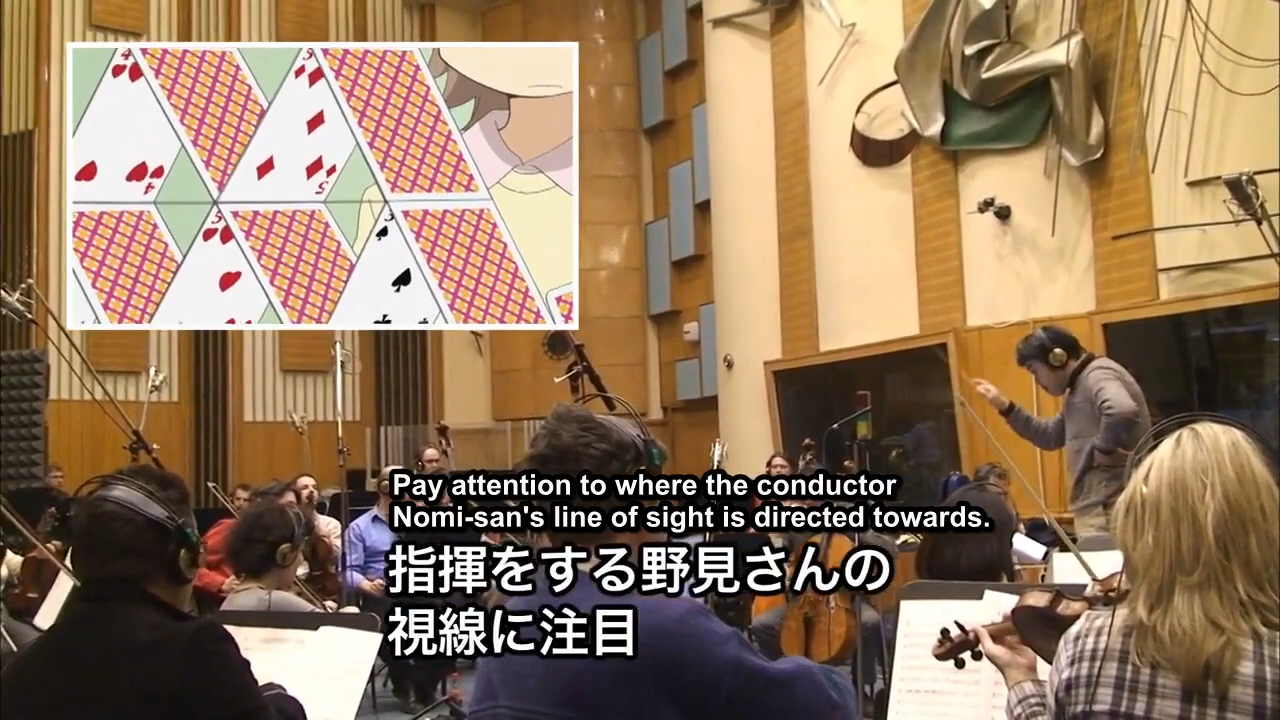 Pay attention to where the conductor
Nomi-san's line of sight is directed towards.
指揮をする野見さんの
視線に注目